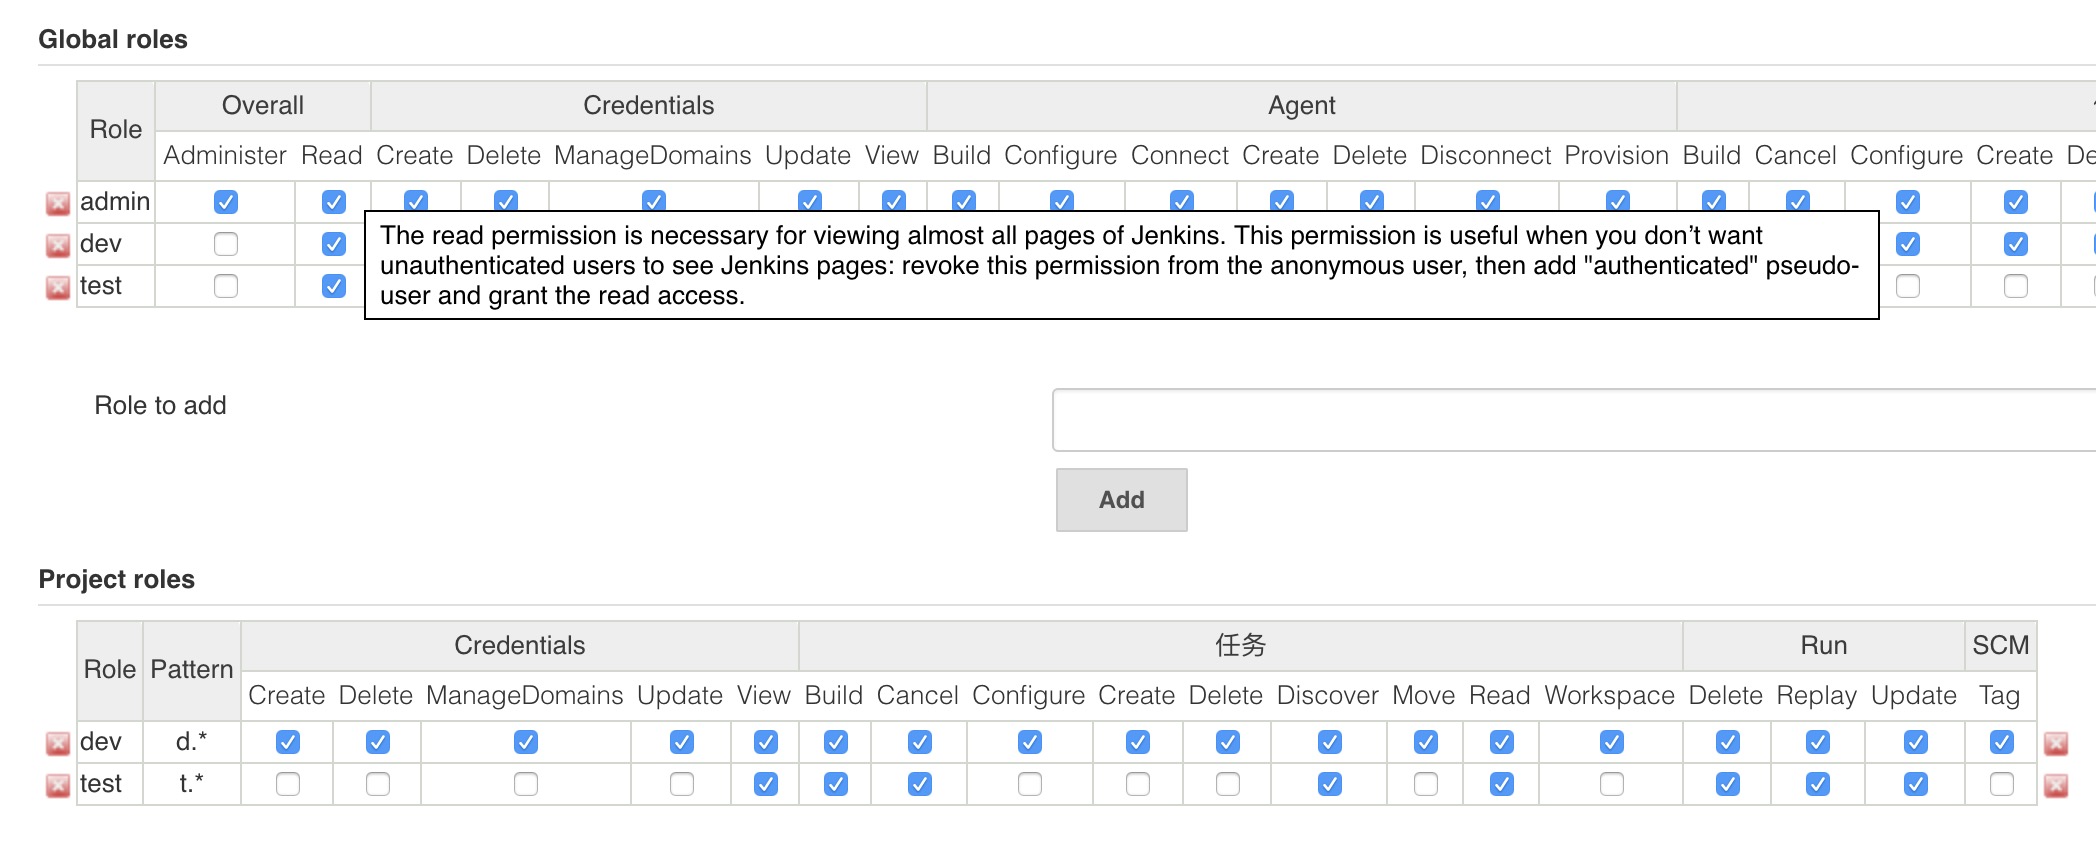 Global roles
Role Overall Credentials Agent
Administer Read Create Delete ManageDomains Update View Build Configure Connect Create Delete Disconnect Provision Build Cancel Configure Create
admin
dev
test
The read permission is necessary for viewing almost all pages of Jenkins. This permission is useful when you don’t want
unauthenticated users to see Jenkins pages: revoke this permission from the anonymous user, then add "authenticated" pseudo-
user and grant the read access.
Role to add
Add
Project roles
Role Pattern Credentials 任务 Run SCM
Create Delete ManageDomains Update View Build Cancel Configure Create Delete Discover Move Read Workspace Delete Replay Update Tag
dev d.*
test t.*